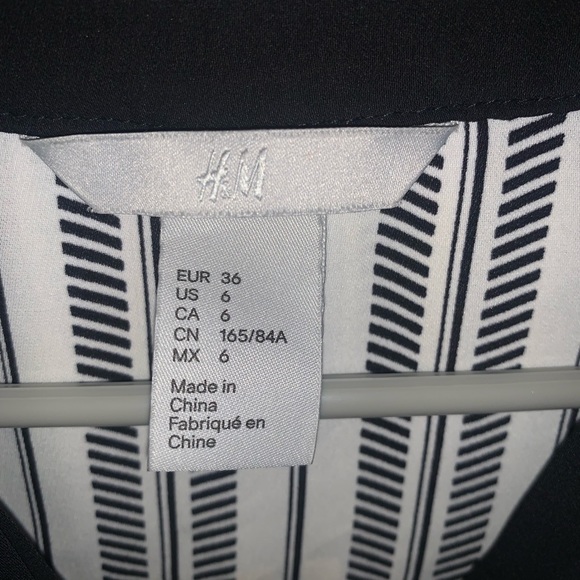 H&M
EUR 36
US 6
CA 6
CN 165/84A
MX 6
Made in
China
Fabriqué en
Chine